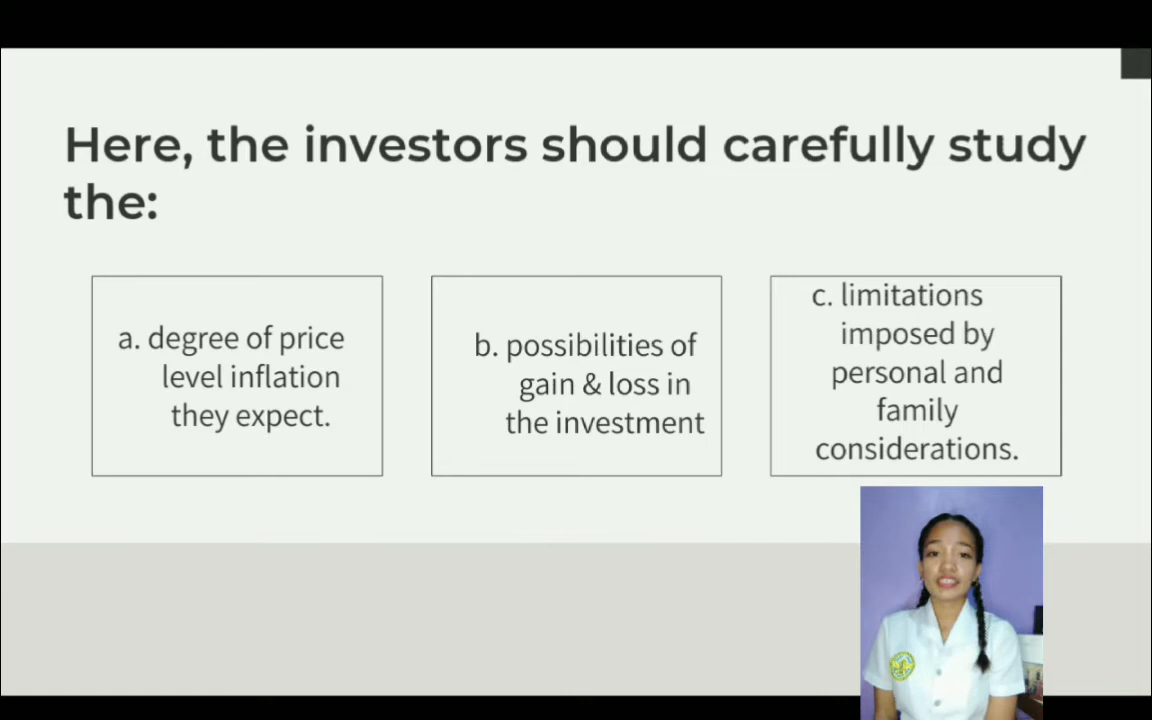 Here, the investors should carefully study
the:
a. degree of price
level inflation
they expect.
b. possibilities of
gain & loss in
the investment
c. limitations
imposed by
personal and
family
considerations.